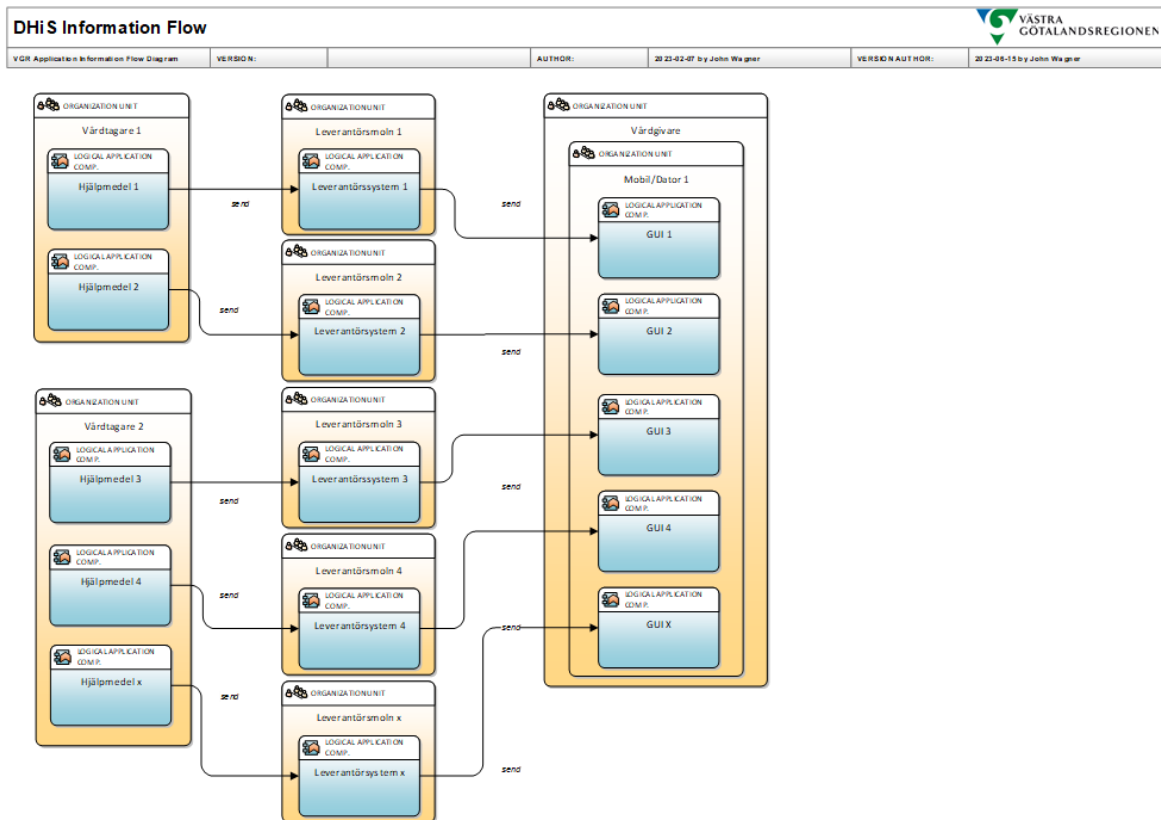 DHiS Information Flow
VÄSTRA
GÖTALANDSREGIONEN
VGR Application Information Flow Diagram
VERSION:
AUTHOR:
2023-02-07 by John Wagner
VERSION AUTHOR:
2023-06-15 by John Wagner
ORGANIZATION UNIT
Vårdtagare 1
LOGICAL APPLICATION
COMP.
Hjälpmedel 1
LOGICAL APPLICATION
COMP.
Hjälpmedel 2
ORGANIZATION UNIT
Vårdtagare 2
LOGICAL APPLICATION
COMP.
Hjälpmedel 3
LOGICAL APPLICATION
COMP.
Hjälpmedel 4
LOGICAL APPLICATION
COMP.
Hjälpmedel x
send
send
send
send
send
ORGANIZATION UNIT
Leverantörsmoln 1
LOGICAL APPLICATION
COMP.
Leverantörssystem 1
ORGANIZATION UNIT
Leverantörsmoln 2
LOGICAL APPLICATION
COMP.
Leverantörsystem 2
ORGANIZATION UNIT
Leverantörsmoln 3
LOGICAL APPLICATION
COMP.
Leverantörssystem 3
ORGANIZATION UNIT
Leverantörsmoln 4
LOGICAL APPLICATION
COMP.
Leverantörsystem 4
ORGANIZATION UNIT
Leverantörsmoln x
LOGICAL APPLICATION
COMP.
Leverantörsystem x
send
send
send
send
send
ORGANIZATION UNIT
Vårdgivare
ORGANIZATION UNIT
Mobil/Dator 1
LOGICAL APPLICATION
COMP.
GUI 1
LOGICAL APPLICATION
COMP.
GUI 2
LOGICAL APPLICATION
COMP.
GUI 3
LOGICAL APPLICATION
COMP.
GUI 4
LOGICAL APPLICATION
COMP.
GUI X